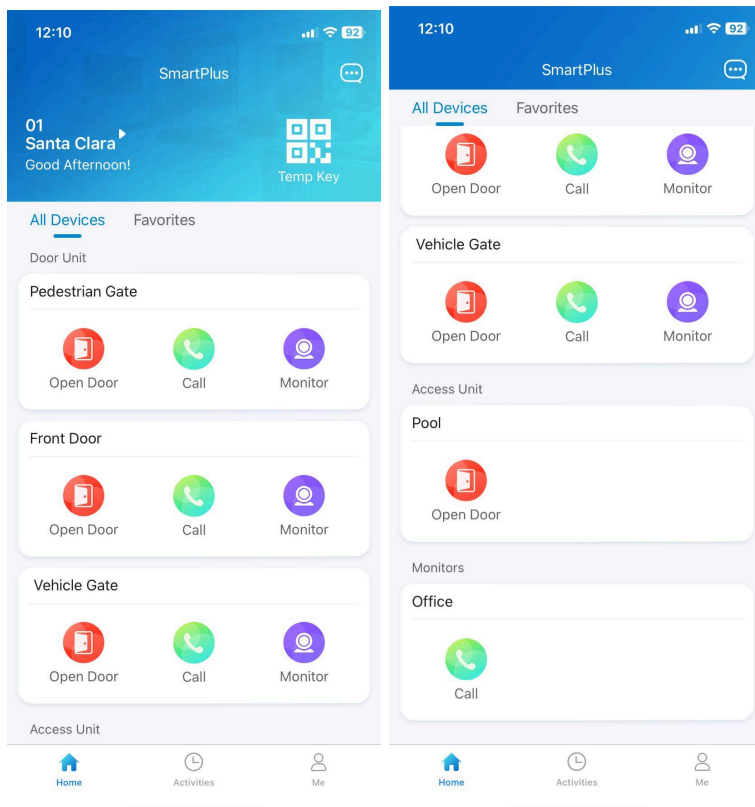 12:10
92
SmartPlus
01
Santa Clara
Good Afternoon!
Temp Key
All Devices Favorites
Door Unit
Pedestrian Gate
Open Door Call Monitor
Front Door
Open Door Call Monitor
Vehicle Gate
Open Door Call Monitor
Access Unit
Home Activities Me
12:10
92
SmartPlus
All Devices Favorites
Open Door Call Monitor
Vehicle Gate
Open Door Call Monitor
Access Unit
Pool
Open Door
Monitors
Office
Call
Home Activities Me